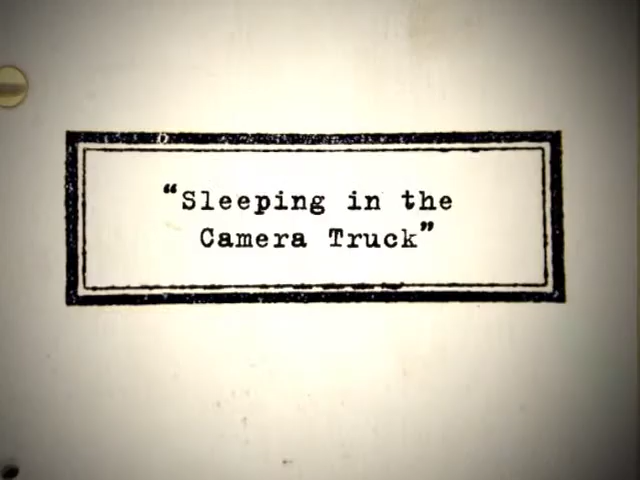 “Sleeping in the
Camera Truck”